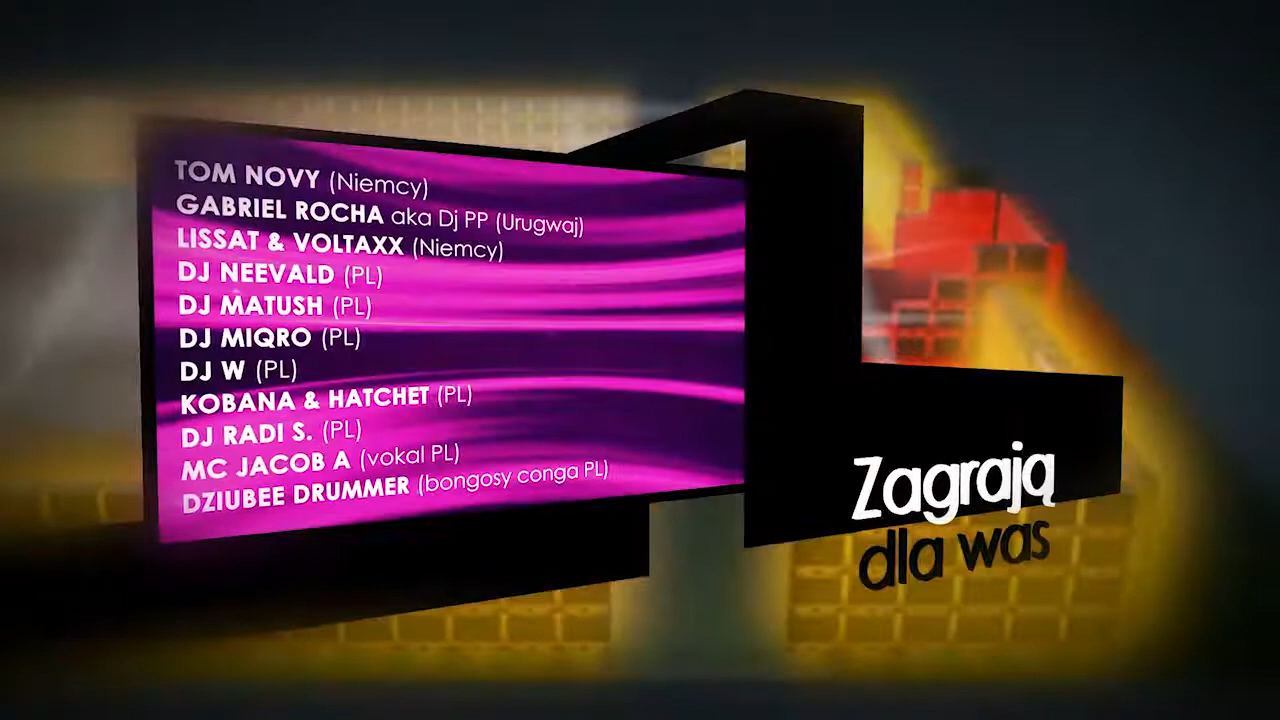 TOM NOVY (Niemcy)
GABRIEL ROCHA aka Dj PP (Urugwaj)
LISSAT & VOLTAXX (Niemcy)
DJ NEEVALD (PL)
DJ MATUSH (PL)
DJ MIQRO (PL)
DJ W (PL)
KOBANA & HATCHET (PL)
DJ RADI S. (PL)
MC JACOB A (vokal PL)
DZIUBEE DRUMMER (bongosy conga PL)
Zagrają
dla was